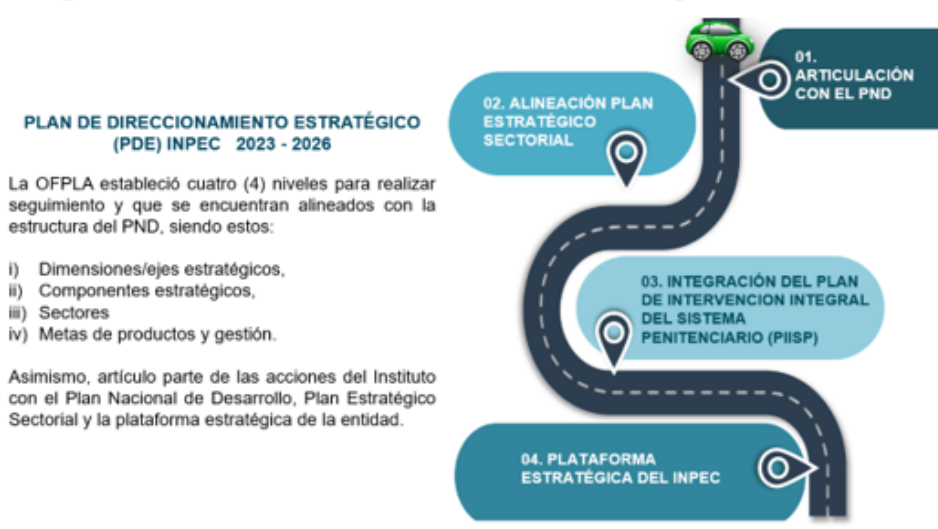 PLAN DE DIRECCIONAMIENTO ESTRATÉGICO
(PDE) INPEC 2023 - 2026
La OFPLA estableció cuatro (4) niveles para realizar
seguimiento y que se encuentran alineados con la
estructura del PND, siendo estos:
i) Dimensiones/ejes estratégicos,
ii) Componentes estratégicos,
iii) Sectores
iv) Metas de productos y gestión.
Asimismo, artículo parte de las acciones del Instituto
con el Plan Nacional de Desarrollo, Plan Estratégico
Sectorial y la plataforma estratégica de la entidad.
01.
ARTICULACIÓN
CON EL PND
02. ALINEACIÓN PLAN
ESTRATÉGICO
SECTORIAL
03. INTEGRACIÓN DEL PLAN
DE INTERVENCION INTEGRAL
DEL SISTEMA
PENITENCIARIO (PIISP)
04. PLATAFORMA
ESTRATÉGICA DEL INPEC